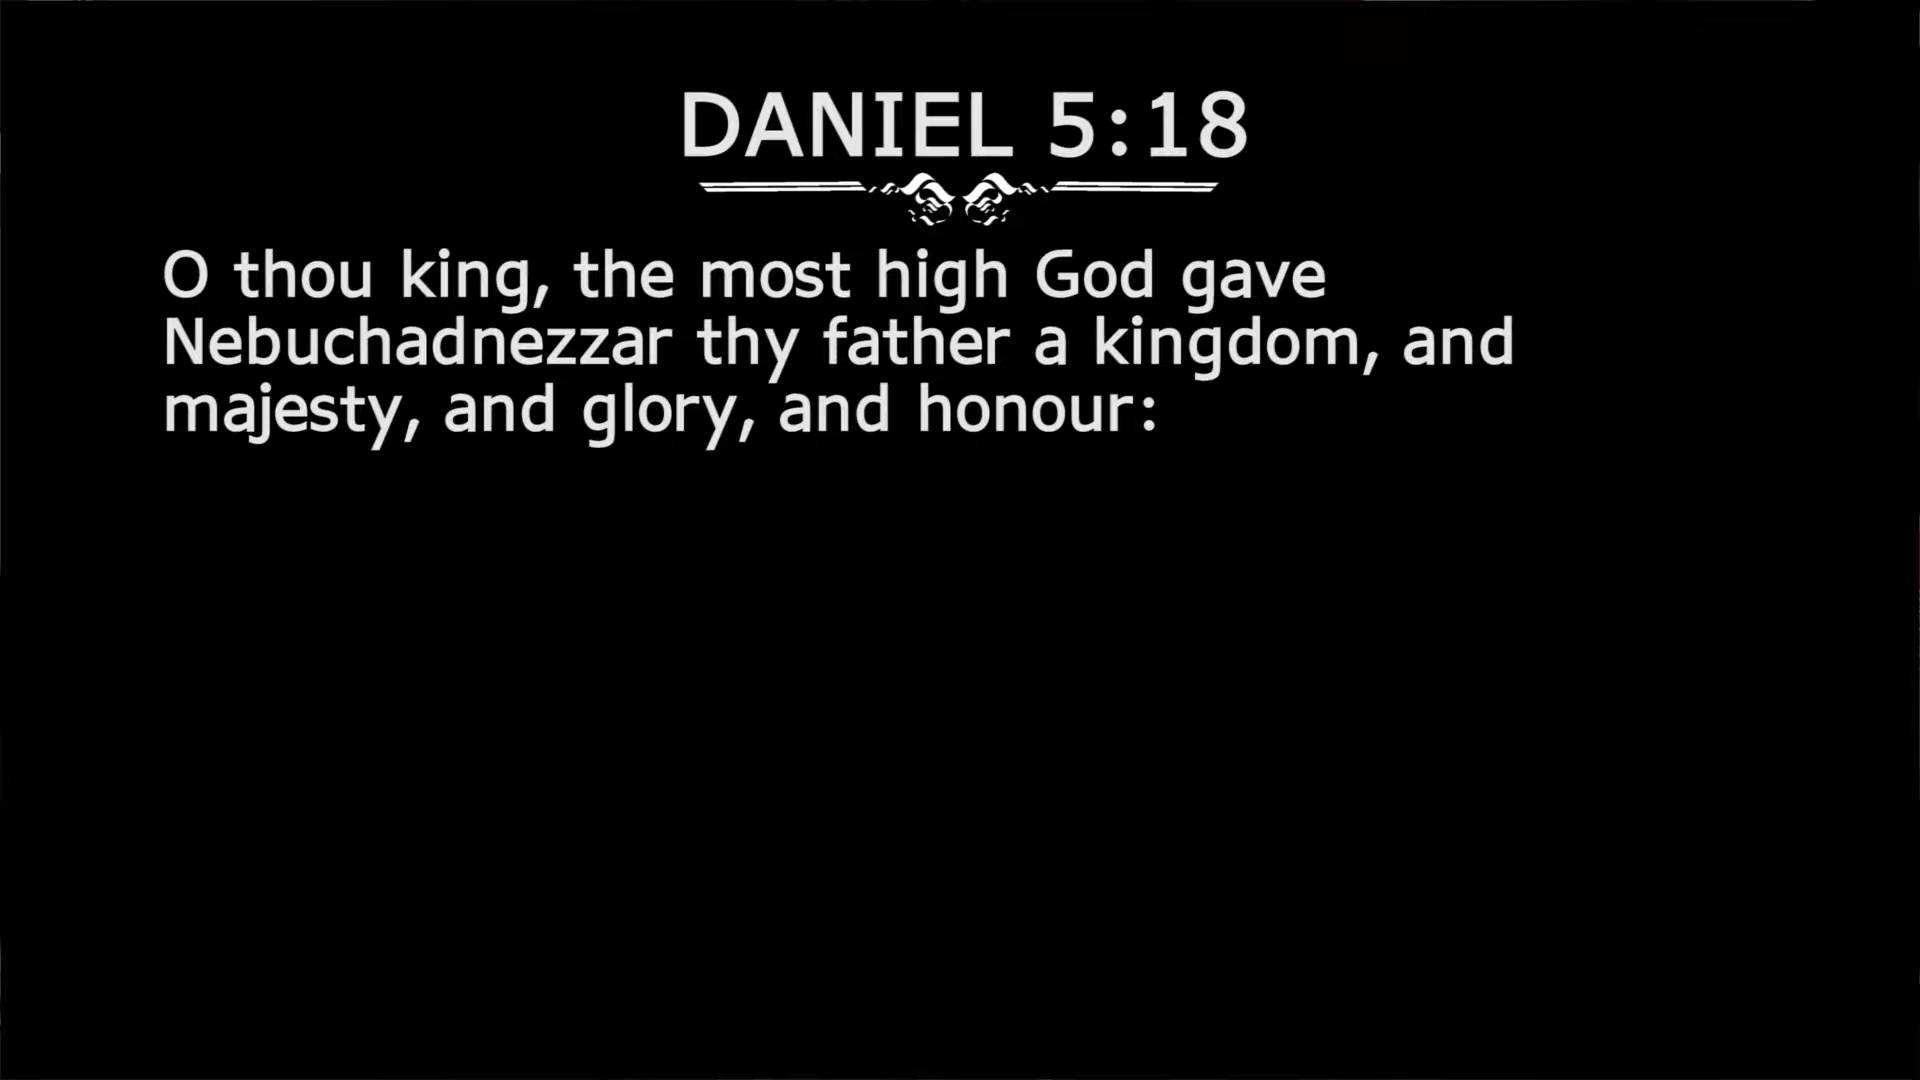 DANIEL 5:18
O thou king, the most high God gave
Nebuchadnezzar thy father a kingdom, and
majesty, and glory, and honour: